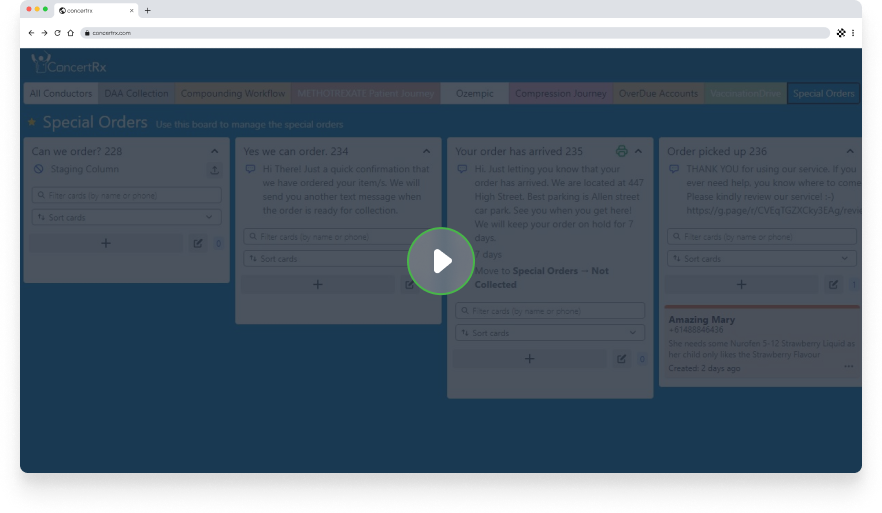 concertrx
concertrx.com
ConcertRx
All Conductors
DAA Collection
Compounding Workflow
METHOTREXATE Patient Journey
Ozempic
Compression Journey
OverDue Accounts
Special Orders
Special Orders Use this board to manage the special orders
Can we order? 228
Staging Column
Filter cards (by name or phone)
Sort cards
0
Yes we can order. 234
Hi There! Just a quick confirmation that
we have ordered your item/s. We will
send you another text message when
the order is ready for collection.
Filter cards (by name or phone)
Sort cards
Your order has arrived 235
Hi. Just letting you know that your
order has arrived. We are located at 447
High Street. Best parking is Allen street
car park. See you when you get here!
We will keep your order on hold for 7
days.
7 days
Move to Special Orders → Not
Collected
Filter cards (by name or phone)
Sort cards
0
Order picked up 236
THANK YOU for using our service. If you
ever need help, you know where to come
Please kindly review our service! :-)
Filter cards (by name or phone)
Sort cards
1
Amazing Mary
+61488846436
She needs some Nurofen 5-12 Strawberry Liquid as
her child only likes the Strawberry Flavour
Created: 2 days ago